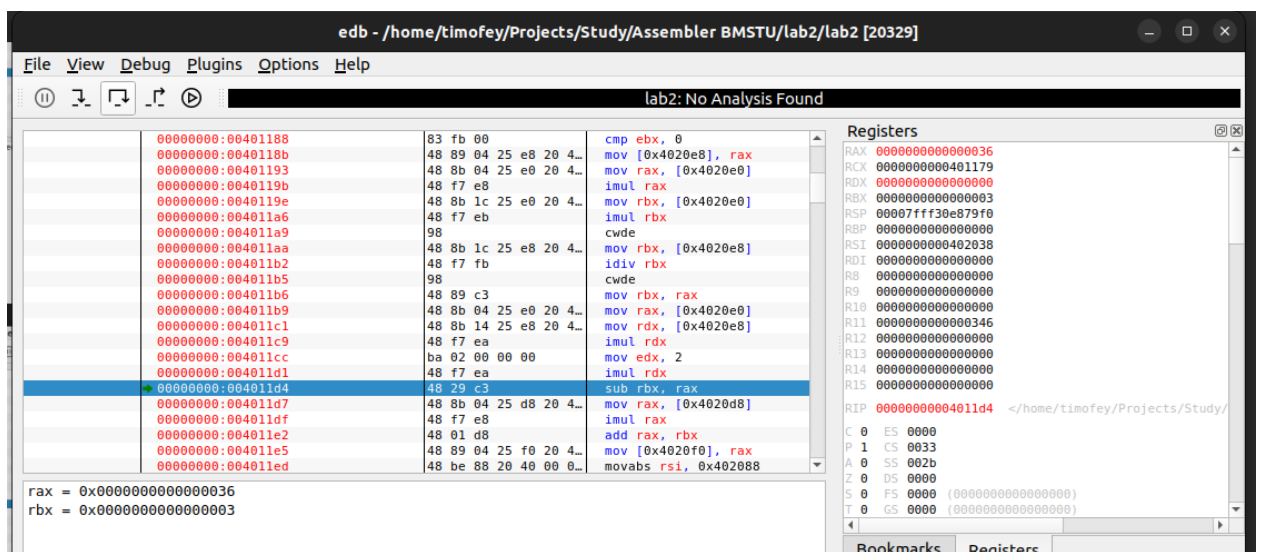 edb - /home/timofey/Projects/Study/Assembler BMSTU/lab2/lab2 [20329]
File View Debug Plugins Options Help
lab2: No Analysis Found
00000000:00401188 83 fb 00 cmp ebx, 0
00000000:0040118b 48 89 04 25 e8 20 4… mov [0x4020e8], rax
00000000:00401193 48 8b 04 25 e0 20 4… mov rax, [0x4020e0]
00000000:0040119b 48 f7 e8 imul rax
00000000:0040119e 48 8b 1c 25 e0 20 4… mov rbx, [0x4020e0]
00000000:004011a6 48 f7 eb imul rbx
00000000:004011a9 98 cwde
00000000:004011aa 48 8b 1c 25 e8 20 4… mov rbx, [0x4020e8]
00000000:004011b2 48 f7 fb idiv rbx
00000000:004011b5 98 cwde
00000000:004011b6 48 89 c3 mov rbx, rax
00000000:004011b9 48 8b 04 25 e0 20 4… mov rax, [0x4020e0]
00000000:004011c1 48 8b 14 25 e8 20 4… mov rdx, [0x4020e8]
00000000:004011c9 48 f7 ea imul rdx
00000000:004011cc ba 02 00 00 00 mov edx, 2
00000000:004011d1 48 f7 ea imul rdx
00000000:004011d4 48 29 c3 sub rbx, rax
00000000:004011d7 48 8b 04 25 d8 20 4… mov rax, [0x4020d8]
00000000:004011df 48 f7 e8 imul rax
00000000:004011e2 48 01 d8 add rax, rbx
00000000:004011e5 48 89 04 25 f0 20 4… mov [0x4020f0], rax
00000000:004011ed 48 be 88 20 40 00 0… movabs rsi, 0x402088
rax = 0x0000000000000036
rbx = 0x0000000000000003
Registers
RAX 0000000000000036
RCX 0000000000401179
RDX 0000000000000000
RBX 0000000000000003
RSP 00007fff30e879f0
RBP 0000000000000000
RSI 0000000000402038
RDI 0000000000000000
R8 0000000000000000
R9 0000000000000000
R10 0000000000000000
R11 0000000000000346
R12 0000000000000000
R13 0000000000000000
R14 0000000000000000
R15 0000000000000000
RIP 00000000004011d4 </home/timofey/Projects/Study/
C 0 ES 0000
P 1 CS 0033
A 0 SS 002b
Z 0 DS 0000
S 0 FS 0000 (0000000000000000)
T 0 GS 0000 (0000000000000000)
Bookmarks Registers